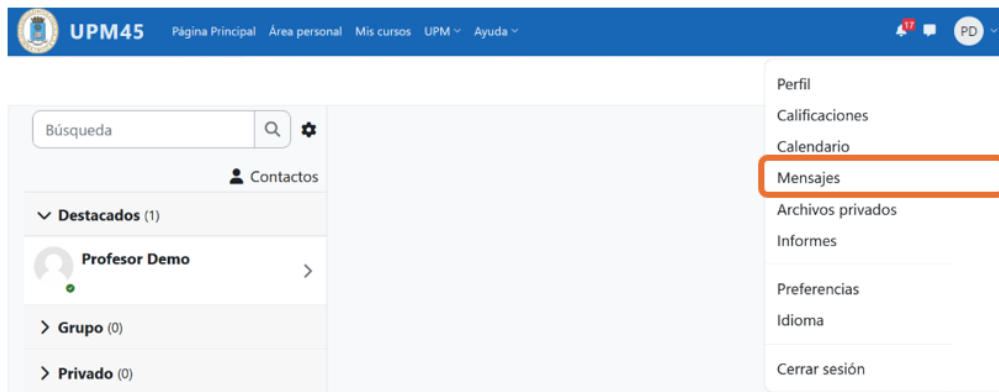 UPM45 Página Principal Área personal Mis cursos UPM Ayuda 17 PD
Perfil
Calificaciones
Calendario
Mensajes
Archivos privados
Informes
Preferencias
Idioma
Cerrar sesión
Búsqueda
Contactos
Destacados (1)
Profesor Demo
Grupo (0)
Privado (0)